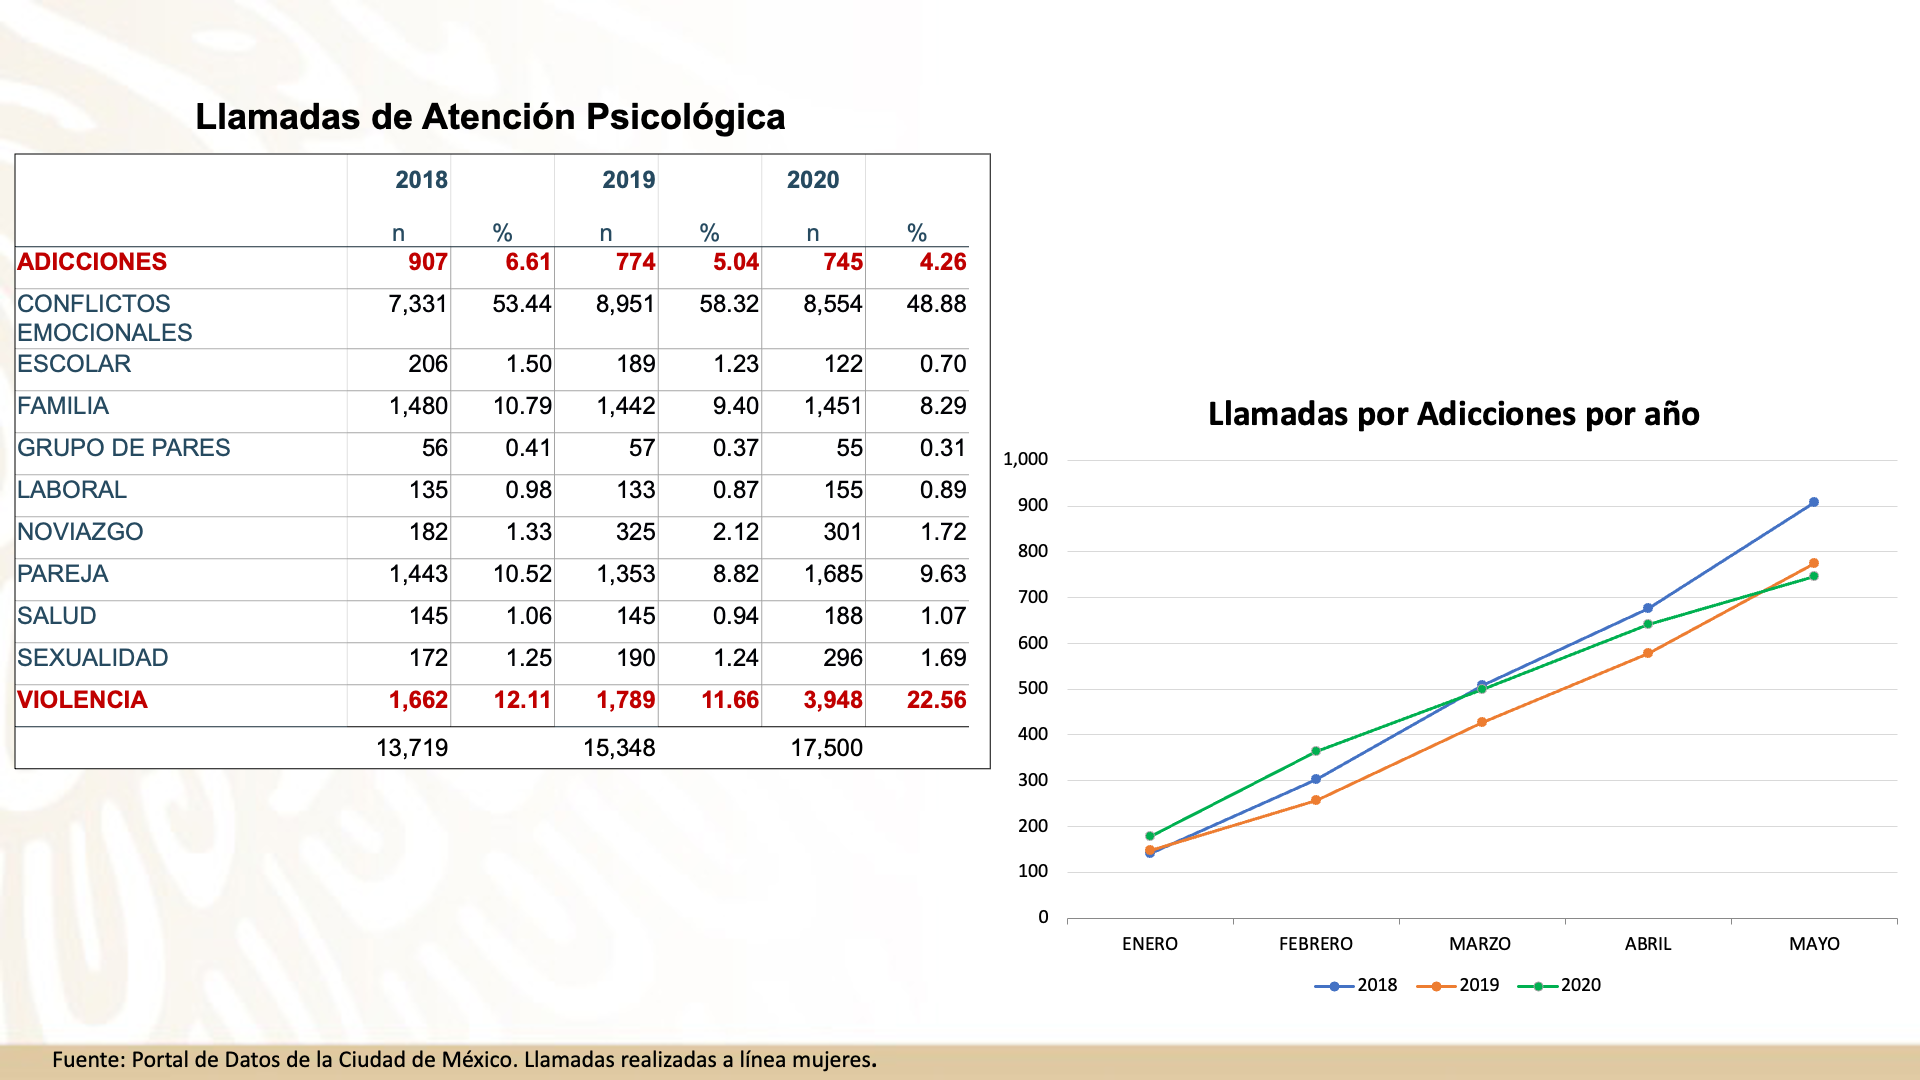 Llamadas de Atención Psicológica
2018 2019 2020
n % n % n %
ADICCIONES 907 6.61 774 5.04 745 4.26
CONFLICTOS EMOCIONALES 7,331 53.44 8,951 58.32 8,554 48.88
ESCOLAR 206 1.50 189 1.23 122 0.70
FAMILIA 1,480 10.79 1,442 9.40 1,451 8.29
GRUPO DE PARES 56 0.41 57 0.37 55 0.31
LABORAL 135 0.98 133 0.87 155 0.89
NOVIAZGO 182 1.33 325 2.12 301 1.72
PAREJA 1,443 10.52 1,353 8.82 1,685 9.63
SALUD 145 1.06 145 0.94 188 1.07
SEXUALIDAD 172 1.25 190 1.24 296 1.69
VIOLENCIA 1,662 12.11 1,789 11.66 3,948 22.56
13,719 15,348 17,500
Llamadas por Adicciones por año
1,000
900
800
700
600
500
400
300
200
100
0
ENERO FEBRERO MARZO ABRIL MAYO
2018 2019 2020
Fuente: Portal de Datos de la Ciudad de México. Llamadas realizadas a línea mujeres.